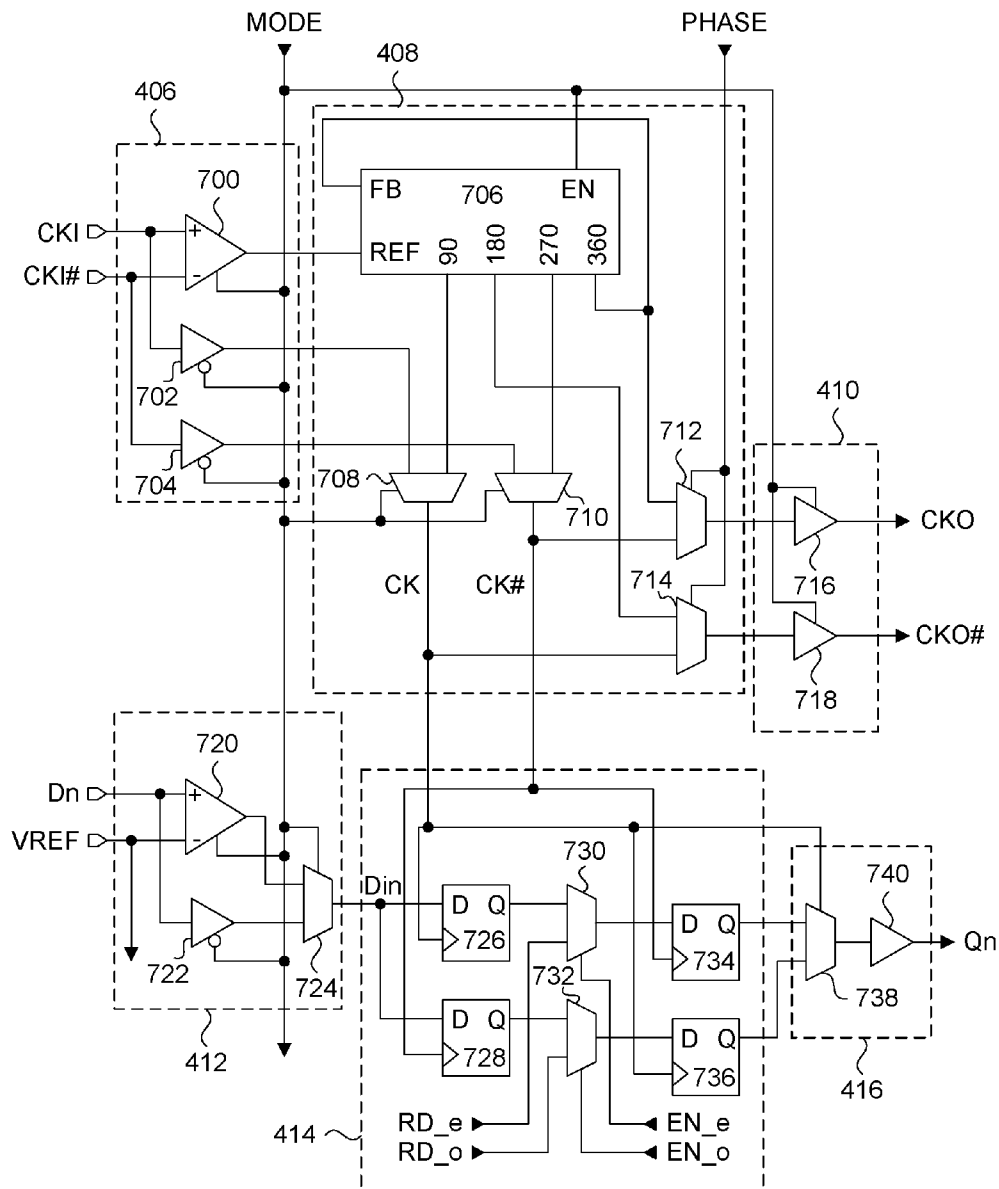 MODE
PHASE
408
406
700
FB
706
EN
CKI
REF
90
180
270
360
CKI#
702
410
712
704
708
710
CKO
716
CK
CK#
714
CKO#
718
720
Dn
VREF
730
740
Din
D Q
D Q
726
734
Qn
722
724
732
738
D Q
D Q
728
736
412
416
414
RD_e
EN_e
RD_o
EN_o